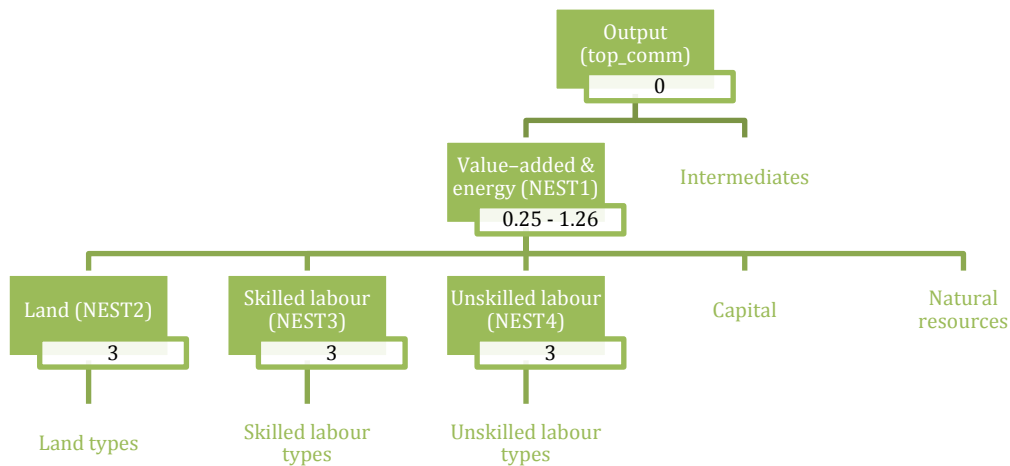 Output
(top_comm)
0
Value–added &
energy (NEST1)
0.25 - 1.26
Intermediates
Land (NEST2)
3
Skilled labour
(NEST3)
3
Unskilled labour
(NEST4)
3
Capital
Natural
resources
Land types
Skilled labour
types
Unskilled labour
types